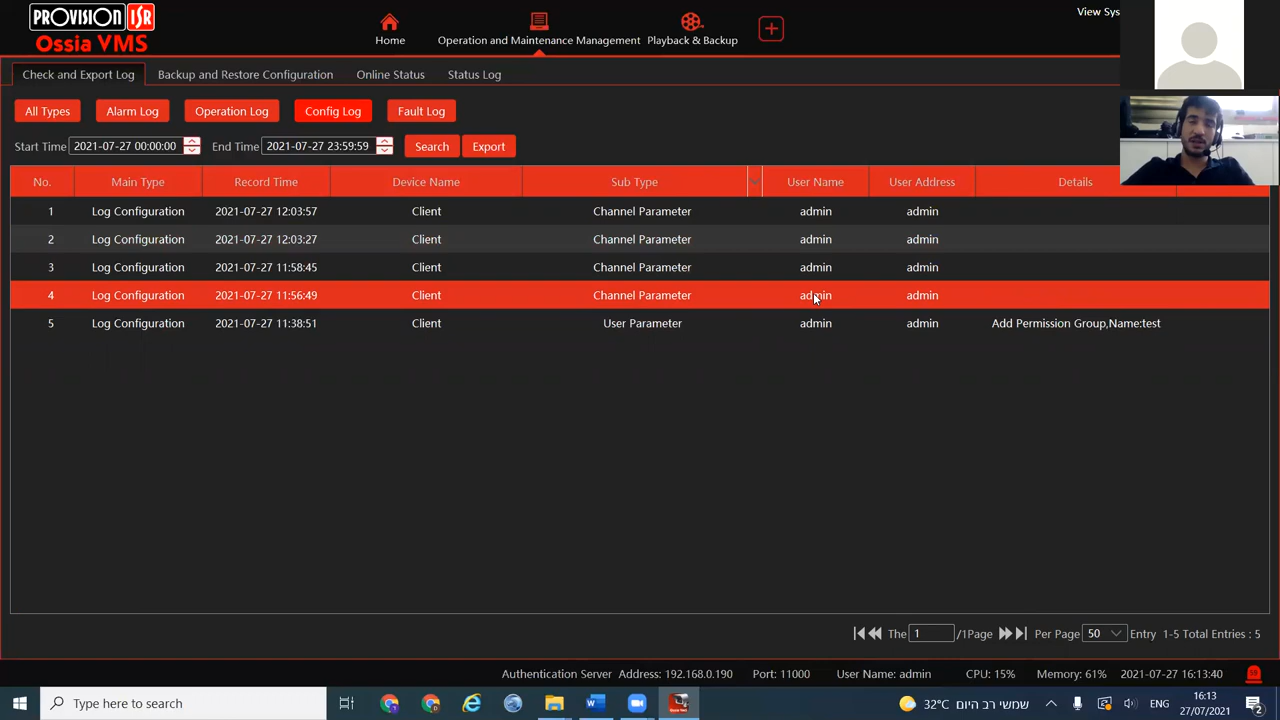 PROVISION ISR
Ossia VMS
Home
Operation and Maintenance Management
Playback & Backup
View Sys
Check and Export Log
Backup and Restore Configuration
Online Status
Status Log
All Types
Alarm Log
Operation Log
Config Log
Fault Log
Start Time 2021-07-27 00:00:00 End Time 2021-07-27 23:59:59 Search Export
No. Main Type Record Time Device Name Sub Type User Name User Address Details
1 Log Configuration 2021-07-27 12:03:57 Client Channel Parameter admin admin
2 Log Configuration 2021-07-27 12:03:27 Client Channel Parameter admin admin
3 Log Configuration 2021-07-27 11:58:45 Client Channel Parameter admin admin
4 Log Configuration 2021-07-27 11:56:49 Client Channel Parameter admin admin
5 Log Configuration 2021-07-27 11:38:51 Client User Parameter admin admin Add Permission Group,Name:test
The 1 /1Page Per Page 50 Entry 1-5 Total Entries : 5
Authentication Server Address: 192.168.0.190 Port: 11000 User Name: admin CPU: 15% Memory: 61% 2021-07-27 16:13:40
Type here to search
32°C שמשי רב היום
ENG
16:13
27/07/2021
2